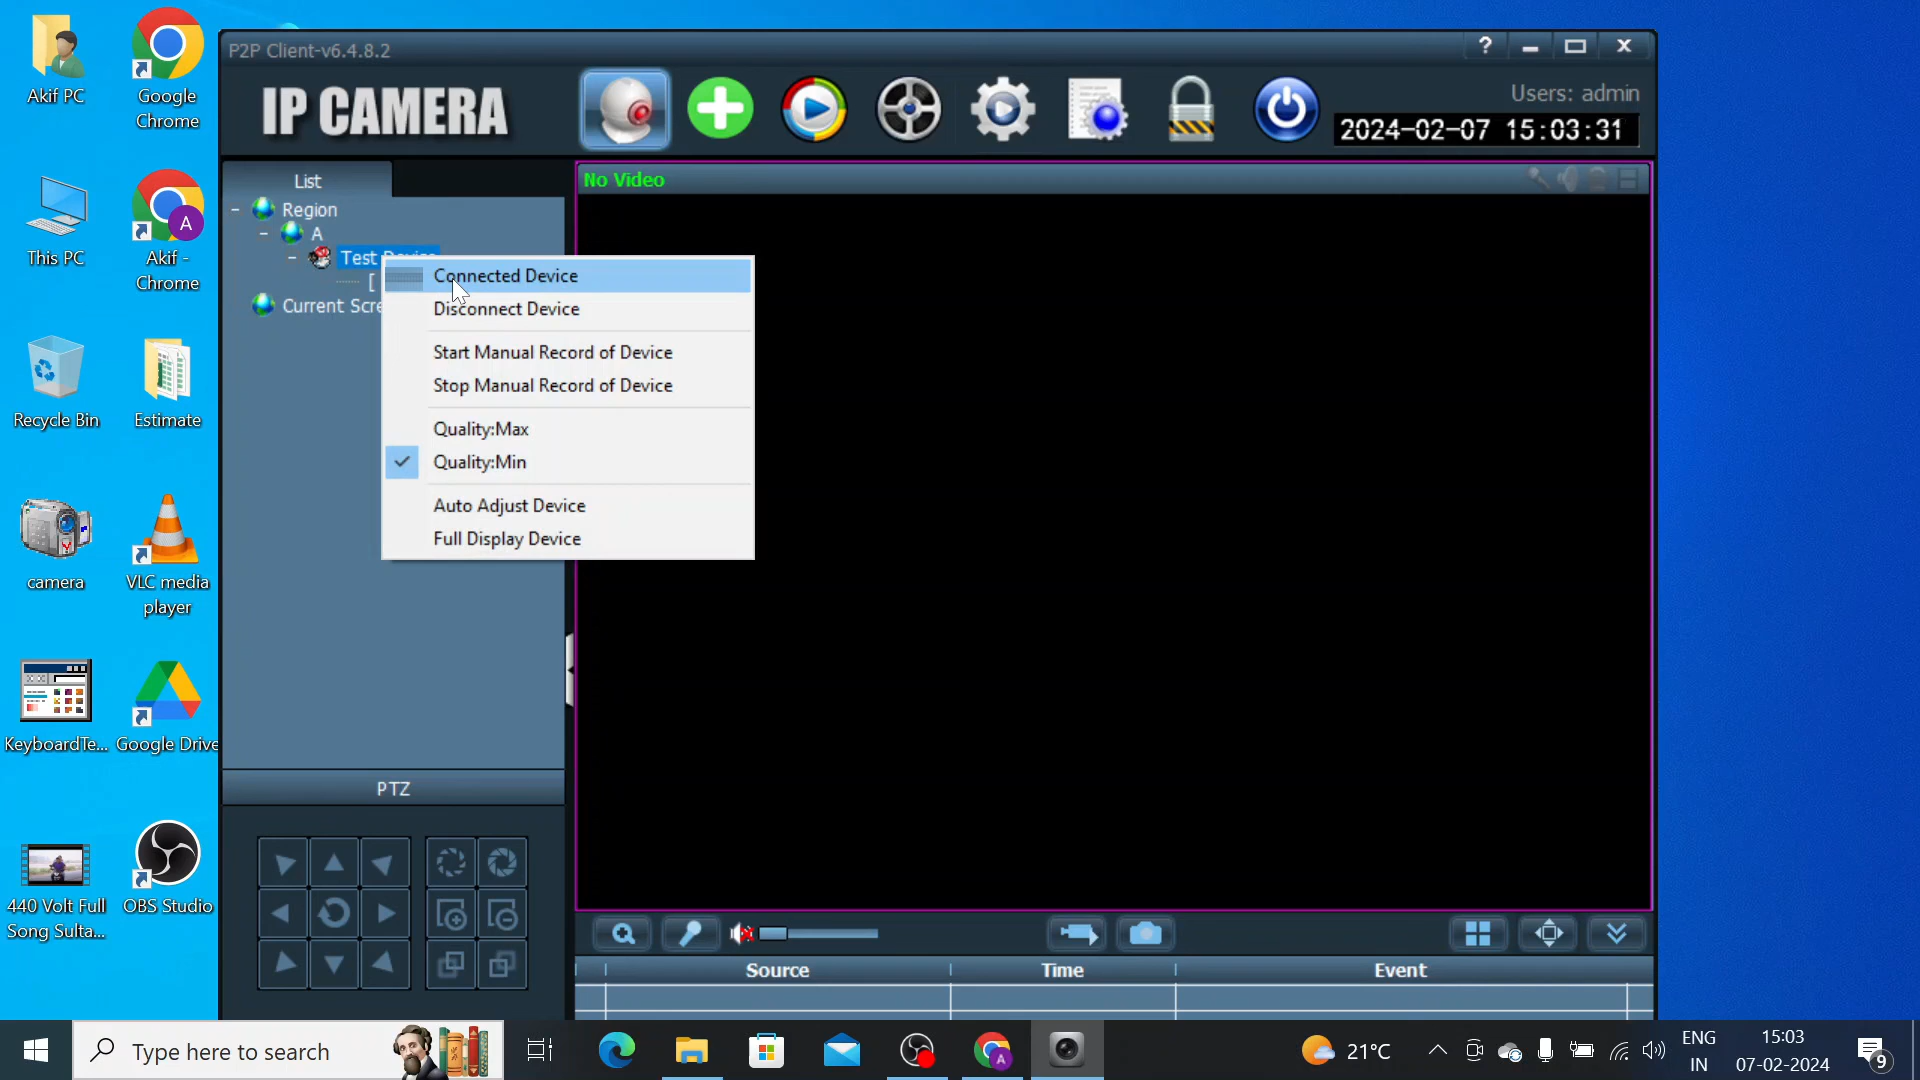 Akif PC
Google
Chrome
This PC
A
Akif -
Chrome
Recycle Bin
Estimate
camera
VLC media
player
KeyboardTe...
Google Drive
440 Volt Full
Song Sulta...
OBS Studio
P2P Client-v6.4.8.2
?
IP CAMERA
Users: admin
2024-02-07 15:03:31
List
Region
A
Test Device
[
Current Scre
No Video
Connected Device
Disconnect Device
Start Manual Record of Device
Stop Manual Record of Device
Quality:Max
Quality:Min
Auto Adjust Device
Full Display Device
PTZ
Source
Time
Event
Type here to search
A
21°C
ENG
IN
15:03
07-02-2024
9